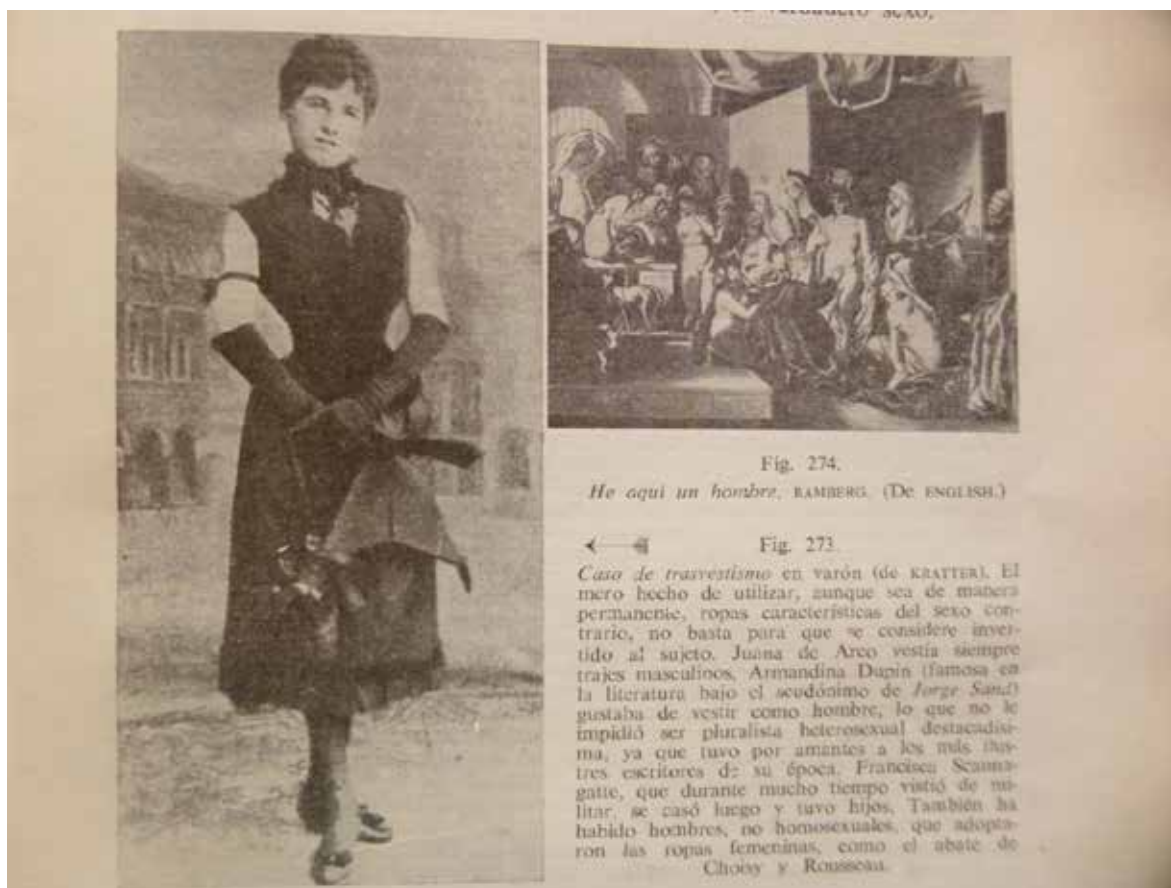 verdadero sexo.
Fig. 274.
He aquí un hombre, BAMBERG. (De ENGLISH.)
Fig. 273.
Caso de trasvestismo en varón (de KRATTER). El
mero hecho de utilizar, aunque sea de manera
permanente, ropas características del sexo con-
trario, no basta para que se considere inver-
tido al sujeto. Juana de Arco vestía siempre
trajes masculinos. Armandina Dupin (famosa en
la literatura bajo el seudónimo de Jorge Sand)
gustaba de vestir como hombre, lo que no le
impidió ser pluralista heterosexual destacadísi-
ma, ya que tuvo por amantes a los más ilus-
tres escritores de su época. Francisca Scanna-
gatte, que durante mucho tiempo vistió de mi-
litar, se casó luego y tuvo hijos. También ha
habido hombres, no homosexuales, que adopta-
ron las ropas femeninas, como el abate de
Choisy y Rousseau.